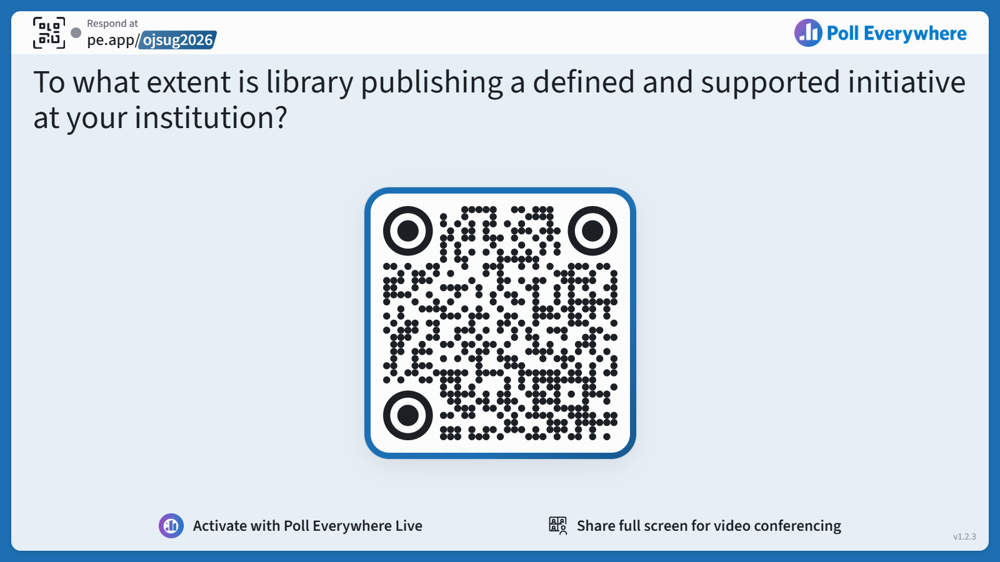 Respond at
pe.app/ojsug2026
Poll Everywhere
To what extent is library publishing a defined and supported initiative
at your institution?
Activate with Poll Everywhere Live
Share full screen for video conferencing
v1.2.3